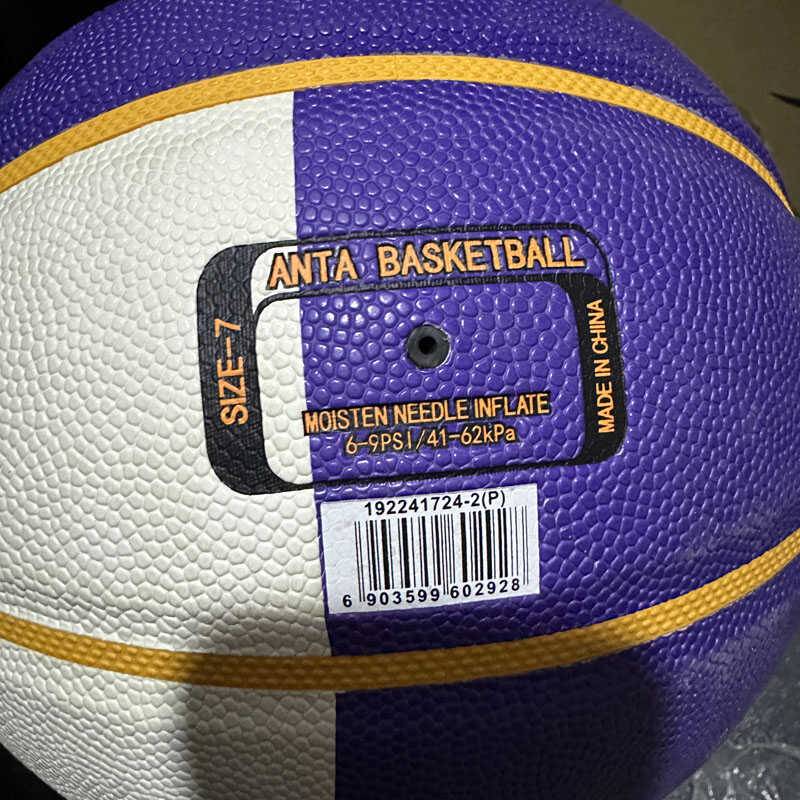 ANTA BASKETBALL
SIZE-7
MADE IN CHINA
MOISTEN NEEDLE INFLATE
6-9PSI/41-62kPa
192241724-2(P)
6 903599 602928